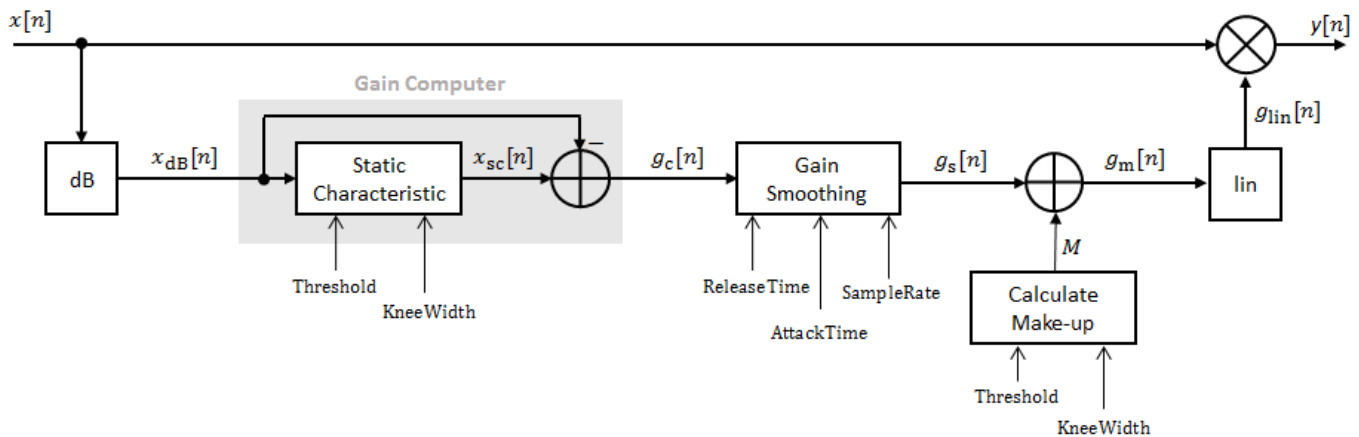 x[n]
y[n]
Gain Computer
g_lin[n]
x_dB[n]
x_sc[n]
−
g_c[n]
g_s[n]
g_m[n]
dB
Static
Characteristic
Gain
Smoothing
lin
M
Threshold
KneeWidth
ReleaseTime
SampleRate
AttackTime
Calculate
Make-up
Threshold
KneeWidth